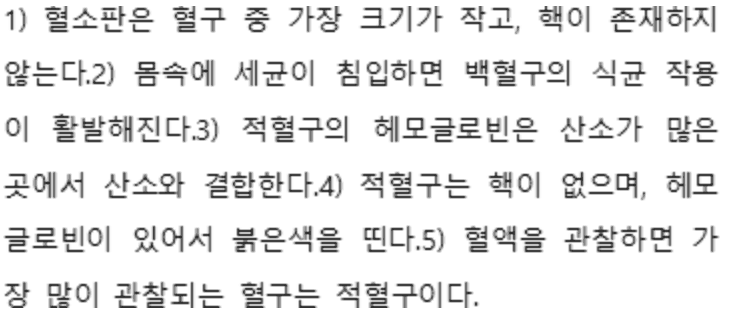 1) 혈소판은 혈구 중 가장 크기가 작고, 핵이 존재하지
않는다.2) 몸속에 세균이 침입하면 백혈구의 식균 작용
이 활발해진다.3) 적혈구의 헤모글로빈은 산소가 많은
곳에서 산소와 결합한다.4) 적혈구는 핵이 없으며, 헤모
글로빈이 있어서 붉은색을 띤다.5) 혈액을 관찰하면 가
장 많이 관찰되는 혈구는 적혈구이다.